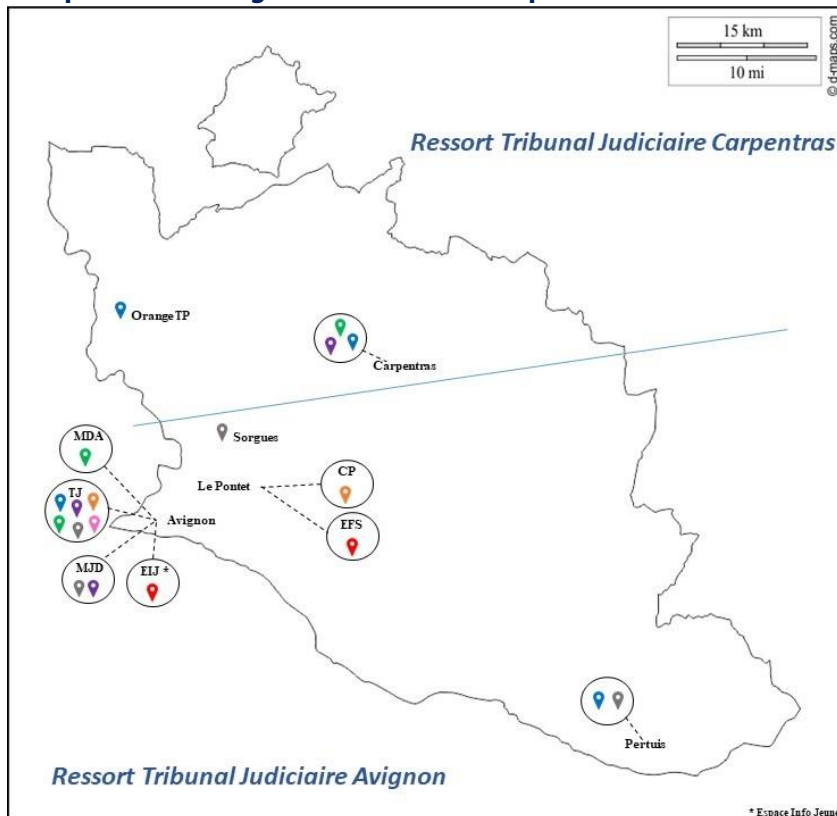 15 km
10 mi
© d-maps.com
Ressort Tribunal Judiciaire Carpentras
Orange TP
Carpentras
Sorgues
MDA
Le Pontet
CP
TJ
Avignon
EFS
MJD
EIJ *
Pertuis
Ressort Tribunal Judiciaire Avignon
* Espace Info Jeune